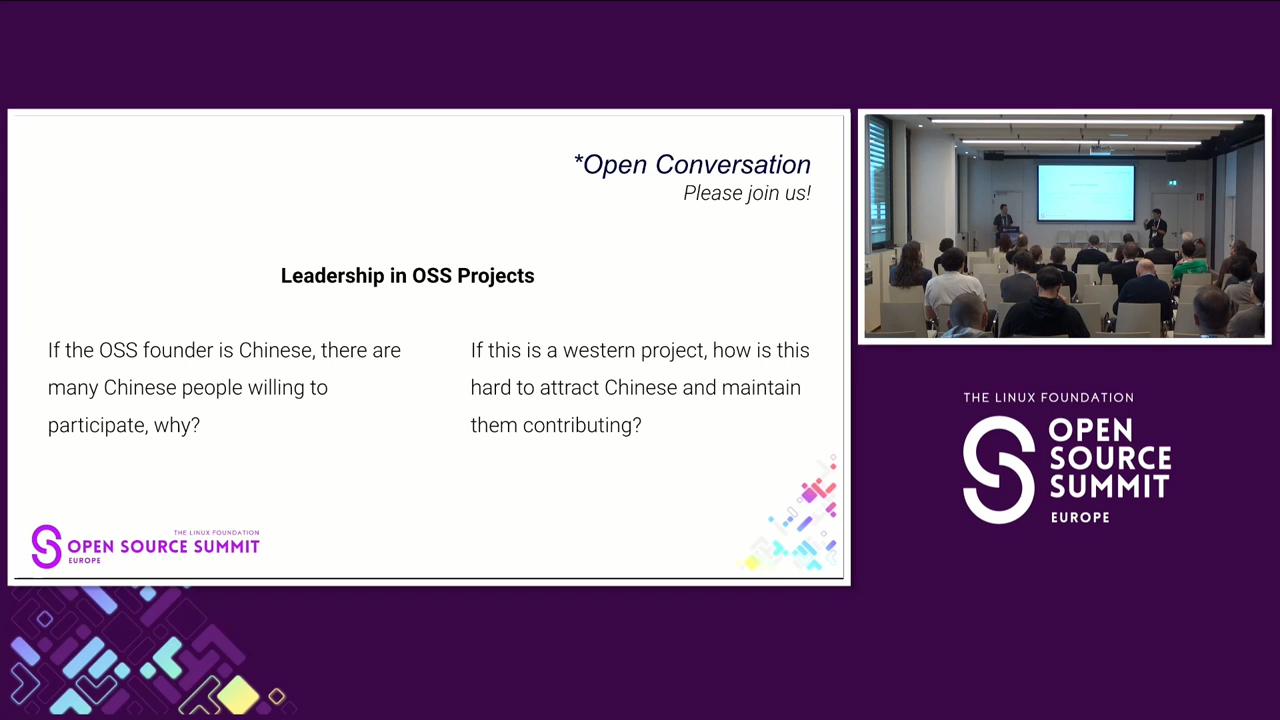 *Open Conversation
Please join us!
Leadership in OSS Projects
If the OSS founder is Chinese, there are
many Chinese people willing to
participate, why?
If this is a western project, how is this
hard to attract Chinese and maintain
them contributing?
THE LINUX FOUNDATION
OPEN SOURCE SUMMIT
EUROPE
THE LINUX FOUNDATION
OPEN
SOURCE
SUMMIT
EUROPE